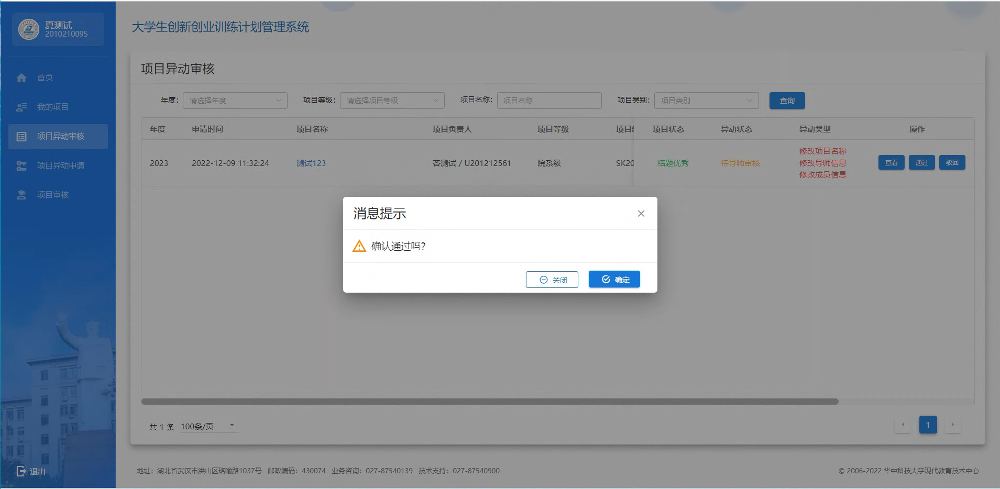 夏测试
2010210095
大学生创新创业训练计划管理系统
首页
我的项目
项目异动审核
项目异动申请
项目审核
退出
项目异动审核
年度: 请选择年度 项目等级: 请选择项目等级 项目名称: 项目名称 项目类别: 项目类别 查询
年度 申请时间 项目名称 项目负责人 项目等级 项目 项目状态 异动状态 异动类型 操作
2023 2022-12-09 11:32:24 测试123 吝测试 / U201212561 院系级 SK20 结题优秀 待导师审核 修改项目名称 查看 通过 驳回
修改导师信息
修改成员信息
消息提示
确认通过吗?
关闭 确定
共 1 条 100条/页 1
地址: 湖北省武汉市洪山区珞喻路1037号 邮政编码: 430074 业务咨询: 027-87540139 技术支持: 027-87540900
© 2006-2022 华中科技大学现代教育技术中心